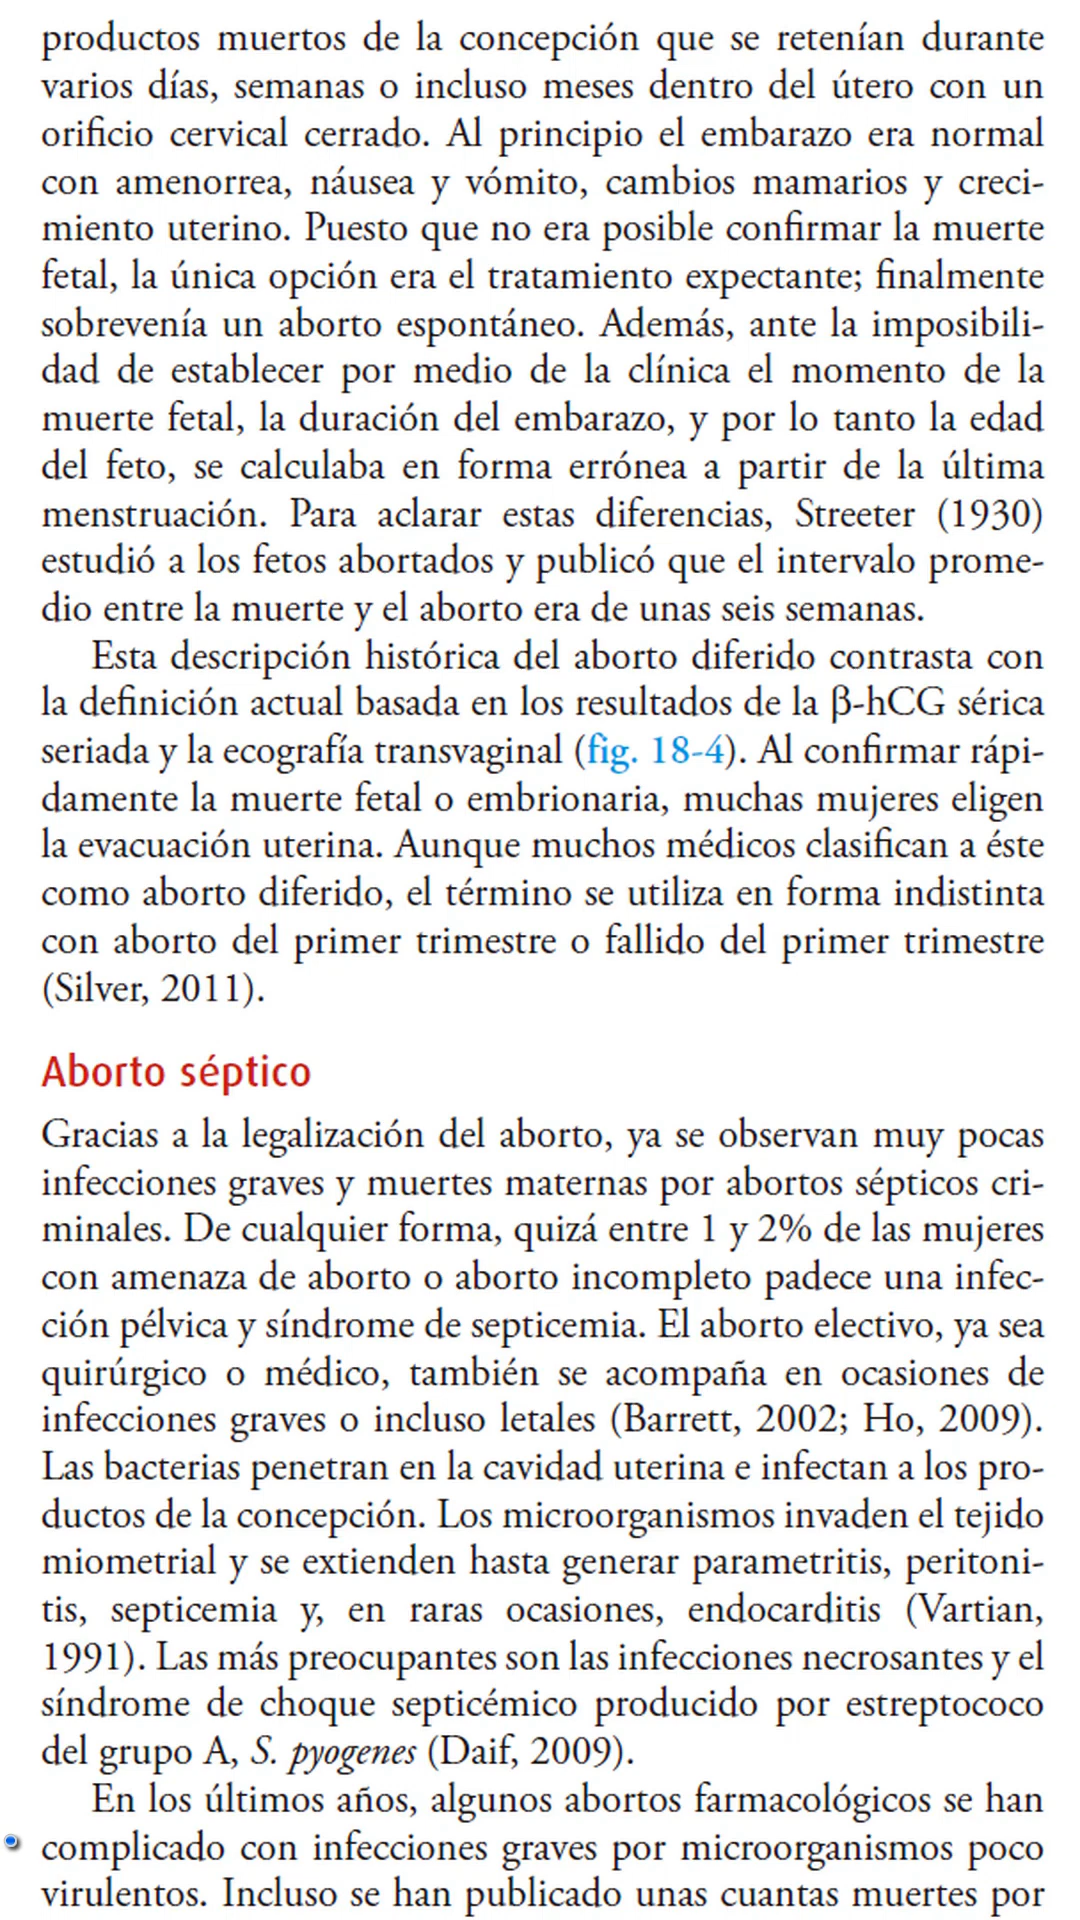 productos muertos de la concepción que se retenían durante
varios días, semanas o incluso meses dentro del útero con un
orificio cervical cerrado. Al principio el embarazo era normal
con amenorrea, náusea y vómito, cambios mamarios y creci-
miento uterino. Puesto que no era posible confirmar la muerte
fetal, la única opción era el tratamiento expectante; finalmente
sobrevenía un aborto espontáneo. Además, ante la imposibili-
dad de establecer por medio de la clínica el momento de la
muerte fetal, la duración del embarazo, y por lo tanto la edad
del feto, se calculaba en forma errónea a partir de la última
menstruación. Para aclarar estas diferencias, Streeter (1930)
estudió a los fetos abortados y publicó que el intervalo prome-
dio entre la muerte y el aborto era de unas seis semanas.
Esta descripción histórica del aborto diferido contrasta con
la definición actual basada en los resultados de la β-hCG sérica
seriada y la ecografía transvaginal (fig. 18-4). Al confirmar rápi-
damente la muerte fetal o embrionaria, muchas mujeres eligen
la evacuación uterina. Aunque muchos médicos clasifican a éste
como aborto diferido, el término se utiliza en forma indistinta
con aborto del primer trimestre o fallido del primer trimestre
(Silver, 2011).
Aborto séptico
Gracias a la legalización del aborto, ya se observan muy pocas
infecciones graves y muertes maternas por abortos sépticos cri-
minales. De cualquier forma, quizá entre 1 y 2% de las mujeres
con amenaza de aborto o aborto incompleto padece una infec-
ción pélvica y síndrome de septicemia. El aborto electivo, ya sea
quirúrgico o médico, también se acompaña en ocasiones de
infecciones graves o incluso letales (Barrett, 2002; Ho, 2009).
Las bacterias penetran en la cavidad uterina e infectan a los pro-
ductos de la concepción. Los microorganismos invaden el tejido
miometrial y se extienden hasta generar parametritis, peritoni-
tis, septicemia y, en raras ocasiones, endocarditis (Vartian,
1991). Las más preocupantes son las infecciones necrosantes y el
síndrome de choque septicémico producido por estreptococo
del grupo A, S. pyogenes (Daif, 2009).
En los últimos años, algunos abortos farmacológicos se han
complicado con infecciones graves por microorganismos poco
virulentos. Incluso se han publicado unas cuantas muertes por